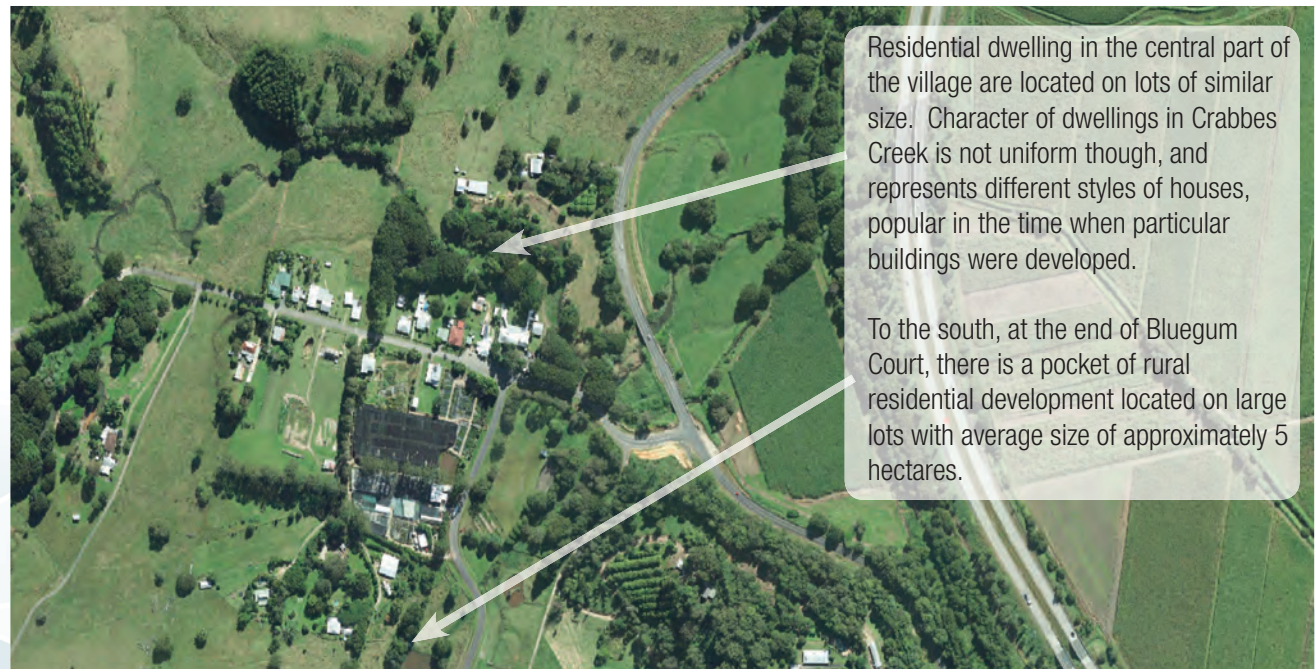 Residential dwelling in the central part of
the village are located on lots of similar
size.  Character of dwellings in Crabbes
Creek is not uniform though, and
represents different styles of houses,
popular in the time when particular
buildings were developed.
To the south, at the end of Bluegum
Court, there is a pocket of rural
residential development located on large
lots with average size of approximately 5
hectares.